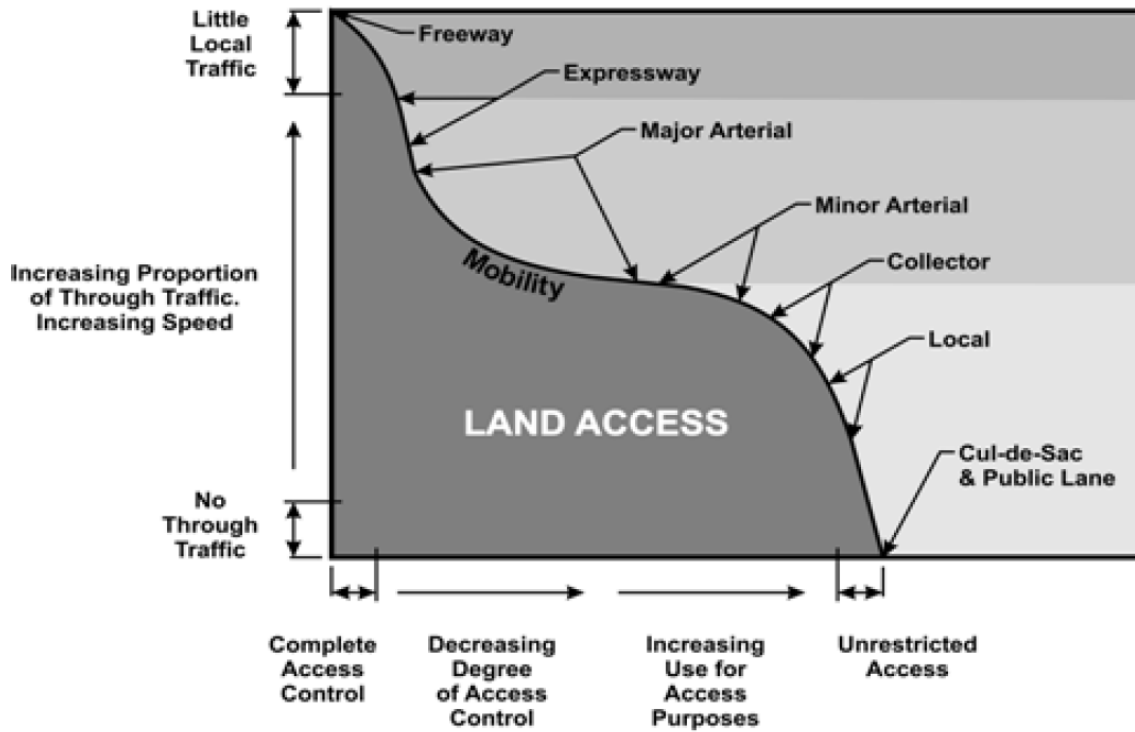 Little
Local
Traffic
Freeway
Expressway
Major Arterial
Minor Arterial
Collector
Local
Cul-de-Sac
& Public Lane
Increasing Proportion
of Through Traffic.
Increasing Speed
Mobility
LAND ACCESS
No
Through
Traffic
Complete
Access
Control
Decreasing
Degree
of Access
Control
Increasing
Use for
Access
Purposes
Unrestricted
Access